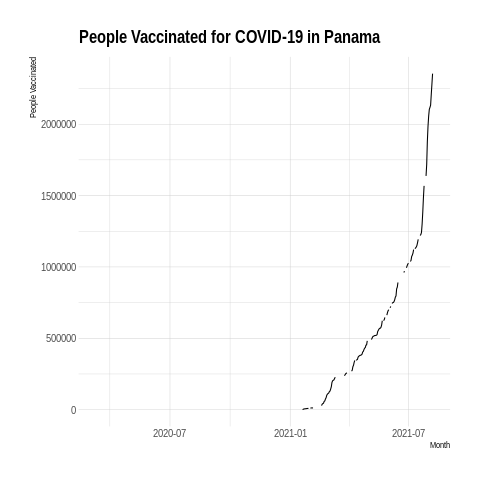 People Vaccinated for COVID-19 in Panama
People Vaccinated
2000000
1500000
1000000
500000
0
2020-07 2021-01 2021-07
Month